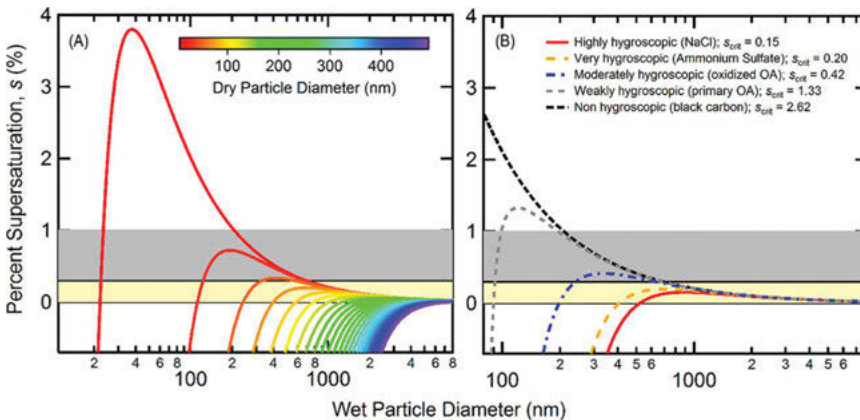 (A)
100 200 300 400
Dry Particle Diameter (nm)
(B)
Highly hygroscopic (NaCl); scrit = 0.15
Very hygroscopic (Ammonium Sulfate); scrit = 0.20
Moderately hygroscopic (oxidized OA); scrit = 0.42
Weakly hygroscopic (primary OA); scrit = 1.33
Non hygroscopic (black carbon); scrit = 2.62
Percent Supersaturation, s (%)
4
3
2
1
0
4
3
2
1
0
2 4 6 8 100 2 4 6 8 1000 2 4 6 8
100 2 3 4 5 6 1000 2 3 4 5 6
Wet Particle Diameter (nm)